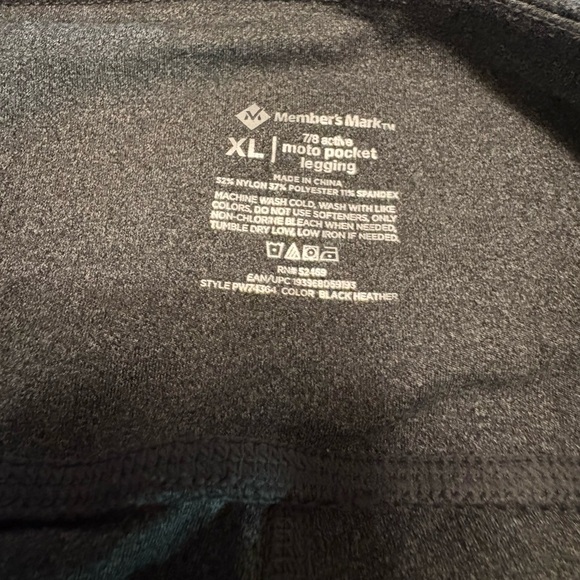 Member's Mark™
XL
7/8 active
moto pocket
legging
MADE IN CHINA
52% NYLON 37% POLYESTER 11% SPANDEX
MACHINE WASH COLD, WASH WITH LIKE
COLORS, DO NOT USE SOFTENERS, ONLY
NON-CHLORINE BLEACH WHEN NEEDED,
TUMBLE DRY LOW, LOW IRON IF NEEDED.
RN# 52469
EAN/UPC
STYLE PW74364 COLOR BLACK HEATHER